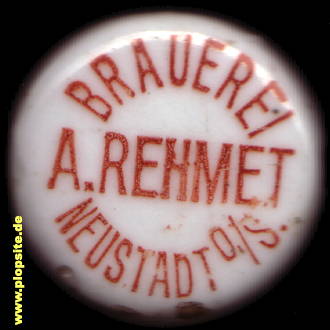 BRAUEREI
A.REHMET
NEUSTADT o./S.
www.plopsite.de